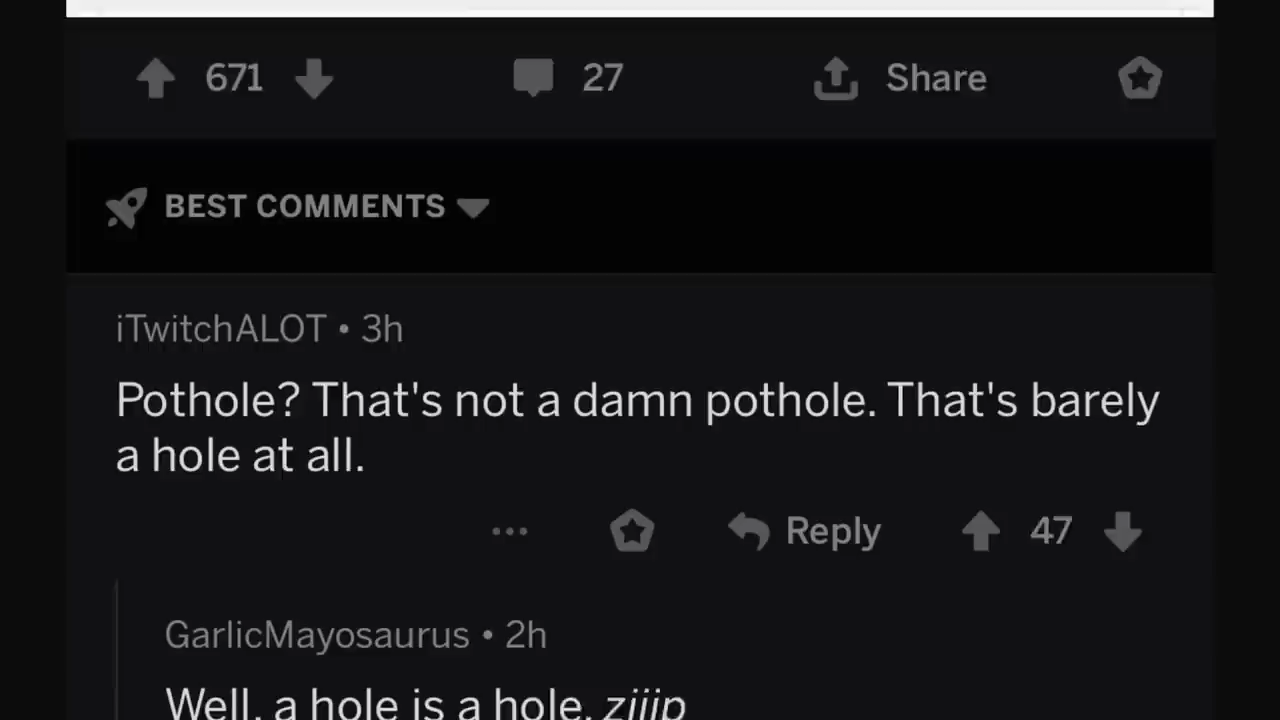 671 27 Share
BEST COMMENTS
iTwitchALOT • 3h
Pothole? That's not a damn pothole. That's barely
a hole at all.
... Reply 47
GarlicMayosaurus • 2h
Well, a hole is a hole. ziiip